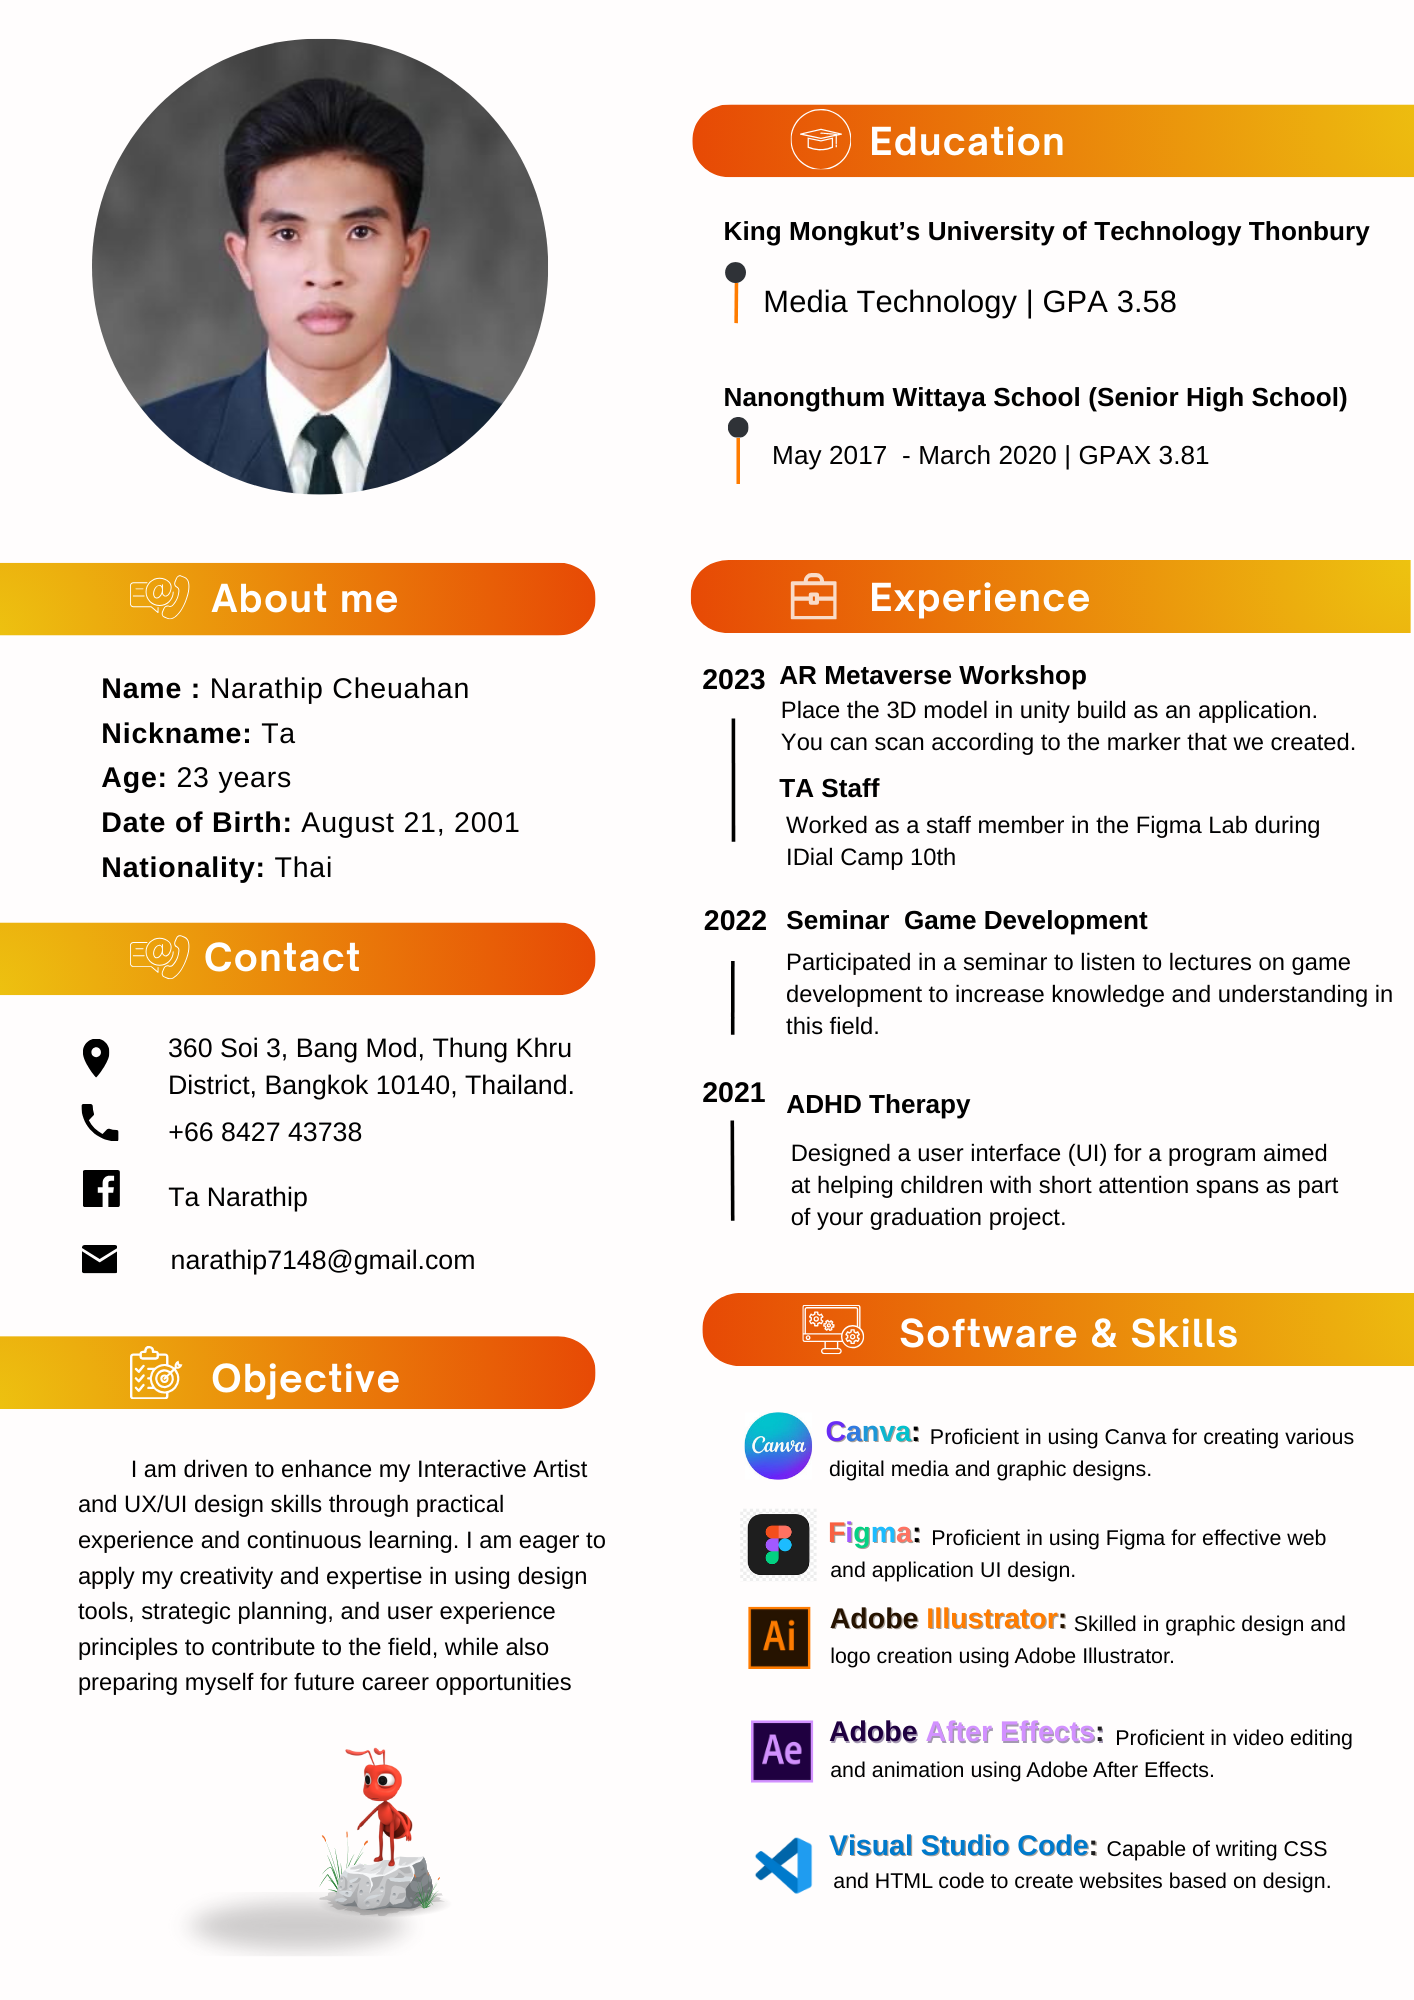 About me
Name : Narathip Cheuahan
Nickname: Ta
Age: 23 years
Date of Birth: August 21, 2001
Nationality: Thai
Contact
360 Soi 3, Bang Mod, Thung Khru
District, Bangkok 10140, Thailand.
+66 8427 43738
Ta Narathip
narathip7148@gmail.com
Objective
I am driven to enhance my Interactive Artist
and UX/UI design skills through practical
experience and continuous learning. I am eager to
apply my creativity and expertise in using design
tools, strategic planning, and user experience
principles to contribute to the field, while also
preparing myself for future career opportunities
Education
King Mongkut’s University of Technology Thonbury
Media Technology | GPA 3.58
Nanongthum Wittaya School (Senior High School)
May 2017 - March 2020 | GPAX 3.81
Experience
2023 AR Metaverse Workshop
Place the 3D model in unity build as an application.
You can scan according to the marker that we created.
TA Staff
Worked as a staff member in the Figma Lab during
IDial Camp 10th
2022 Seminar Game Development
Participated in a seminar to listen to lectures on game
development to increase knowledge and understanding in
this field.
2021 ADHD Therapy
Designed a user interface (UI) for a program aimed
at helping children with short attention spans as part
of your graduation project.
Software & Skills
Canva
Canva: Proficient in using Canva for creating various
digital media and graphic designs.
Figma: Proficient in using Figma for effective web
and application UI design.
Ai
Adobe Illustrator: Skilled in graphic design and
logo creation using Adobe Illustrator.
Ae
Adobe After Effects: Proficient in video editing
and animation using Adobe After Effects.
Visual Studio Code: Capable of writing CSS
and HTML code to create websites based on design.